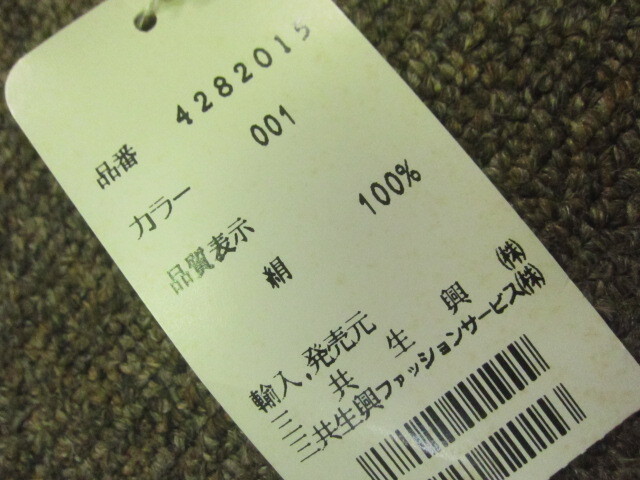 品番 4282015
カラー 001
品質表示
絹 100%
輸入,発売元
三共生興㈱
三共生興ファッションサービス㈱